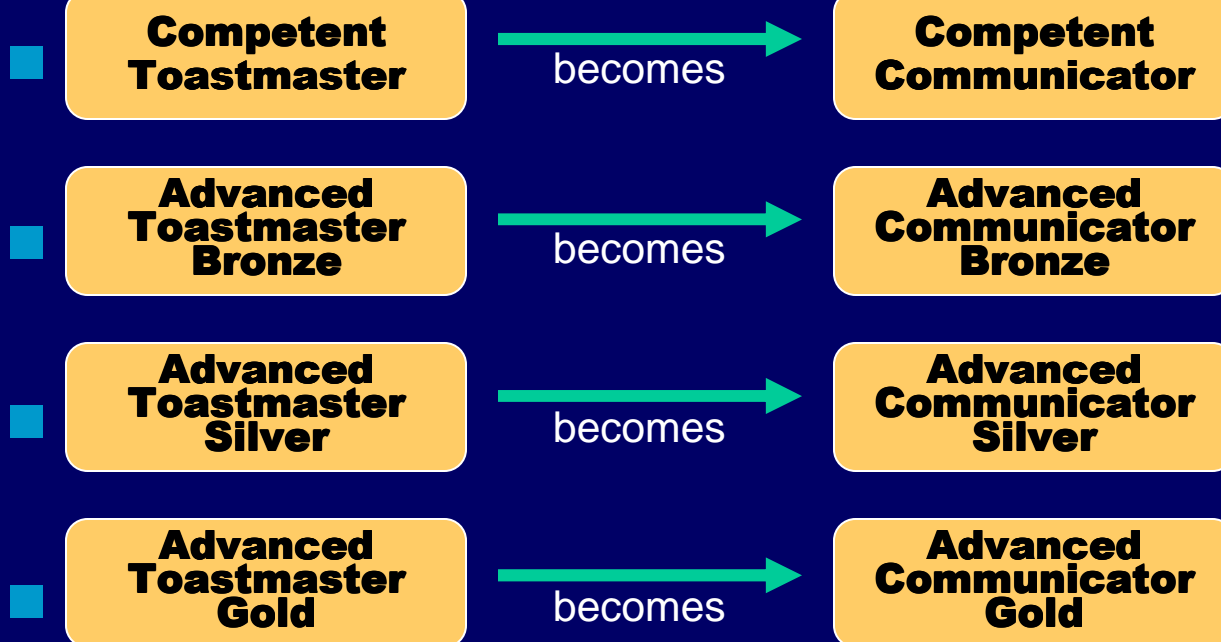 Competent
Toastmaster
becomes
Competent
Communicator
Advanced
Toastmaster
Bronze
becomes
Advanced
Communicator
Bronze
Advanced
Toastmaster
Silver
becomes
Advanced
Communicator
Silver
Advanced
Toastmaster
Gold
becomes
Advanced
Communicator
Gold